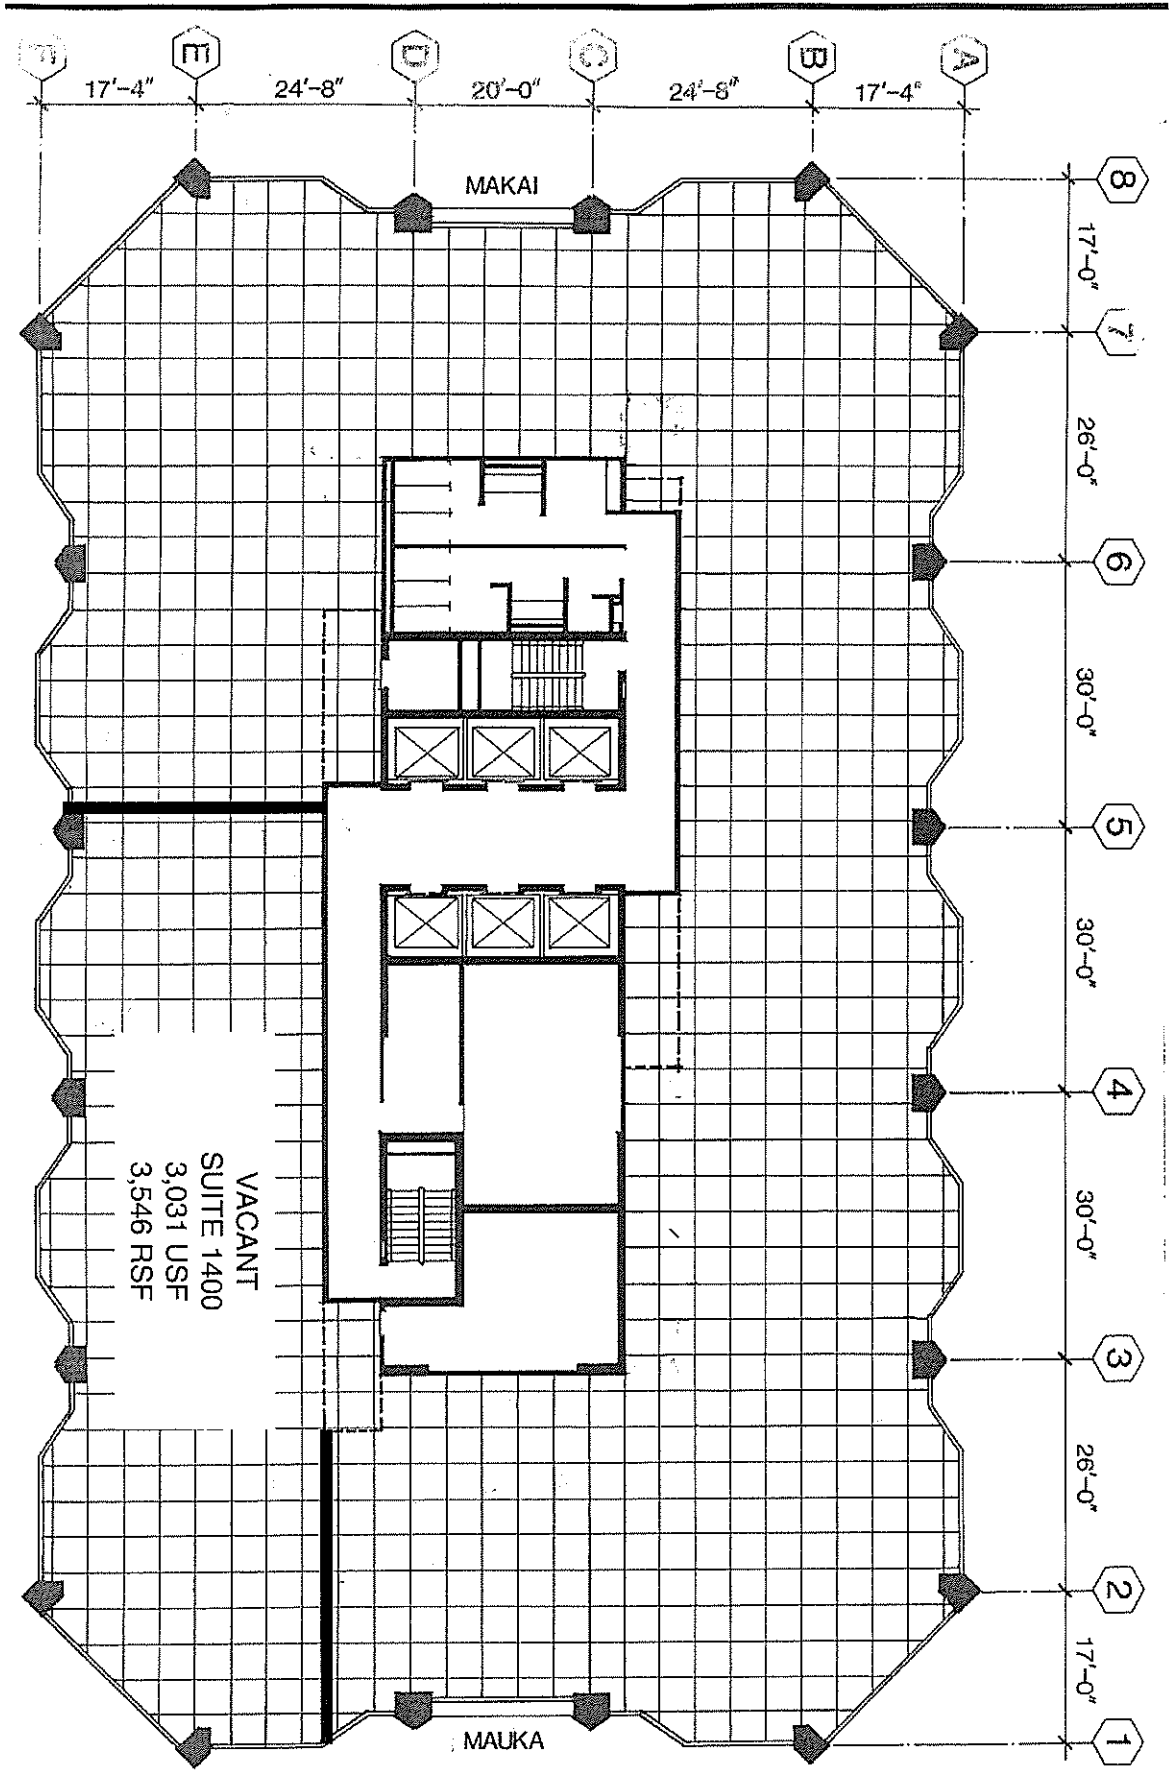 F
E
D
C
B
A
17'-4"
24'-8"
20'-0"
24'-8"
17'-4"
MAKAI
8
17'-0"
7
26'-0"
6
30'-0"
5
30'-0"
4
30'-0"
3
26'-0"
2
17'-0"
1
VACANT
SUITE 1400
3,031 USF
3,546 RSF
MAUKA